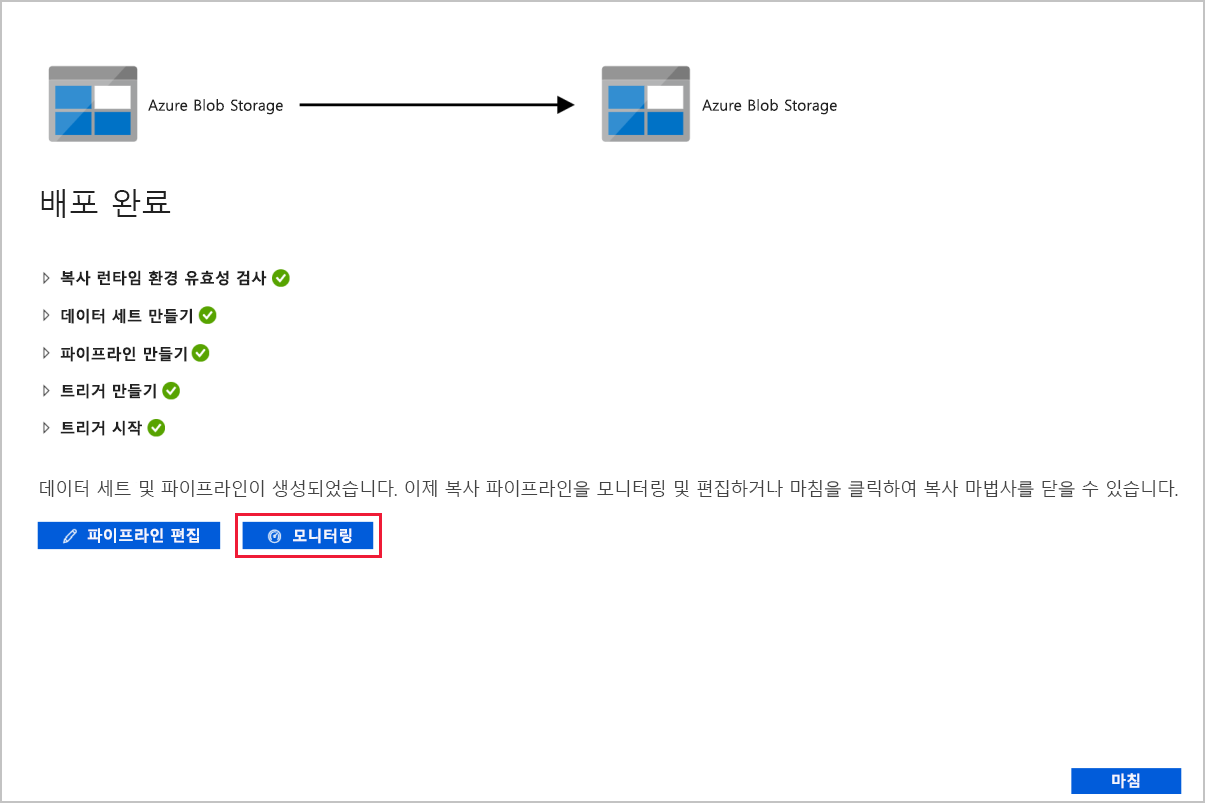 Azure Blob Storage
Azure Blob Storage
배포 완료
복사 런타임 환경 유효성 검사
데이터 세트 만들기
파이프라인 만들기
트리거 만들기
트리거 시작
데이터 세트 및 파이프라인이 생성되었습니다. 이제 복사 파이프라인을 모니터링 및 편집하거나 마침을 클릭하여 복사 마법사를 닫을 수 있습니다.
파이프라인 편집
모니터링
마침